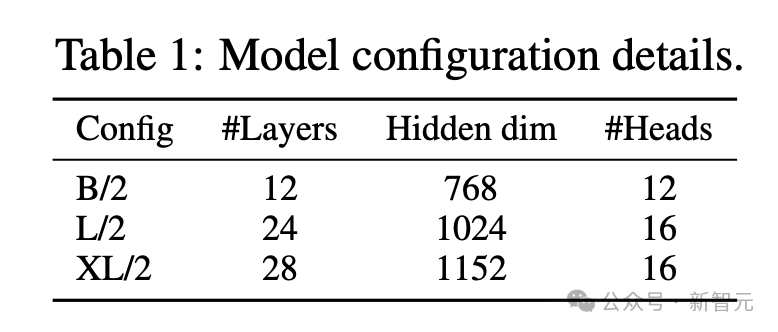 Table 1: Model configuration details.
Config #Layers Hidden dim #Heads
B/2 12 768 12
L/2 24 1024 16
XL/2 28 1152 16
公众号 · 新智元